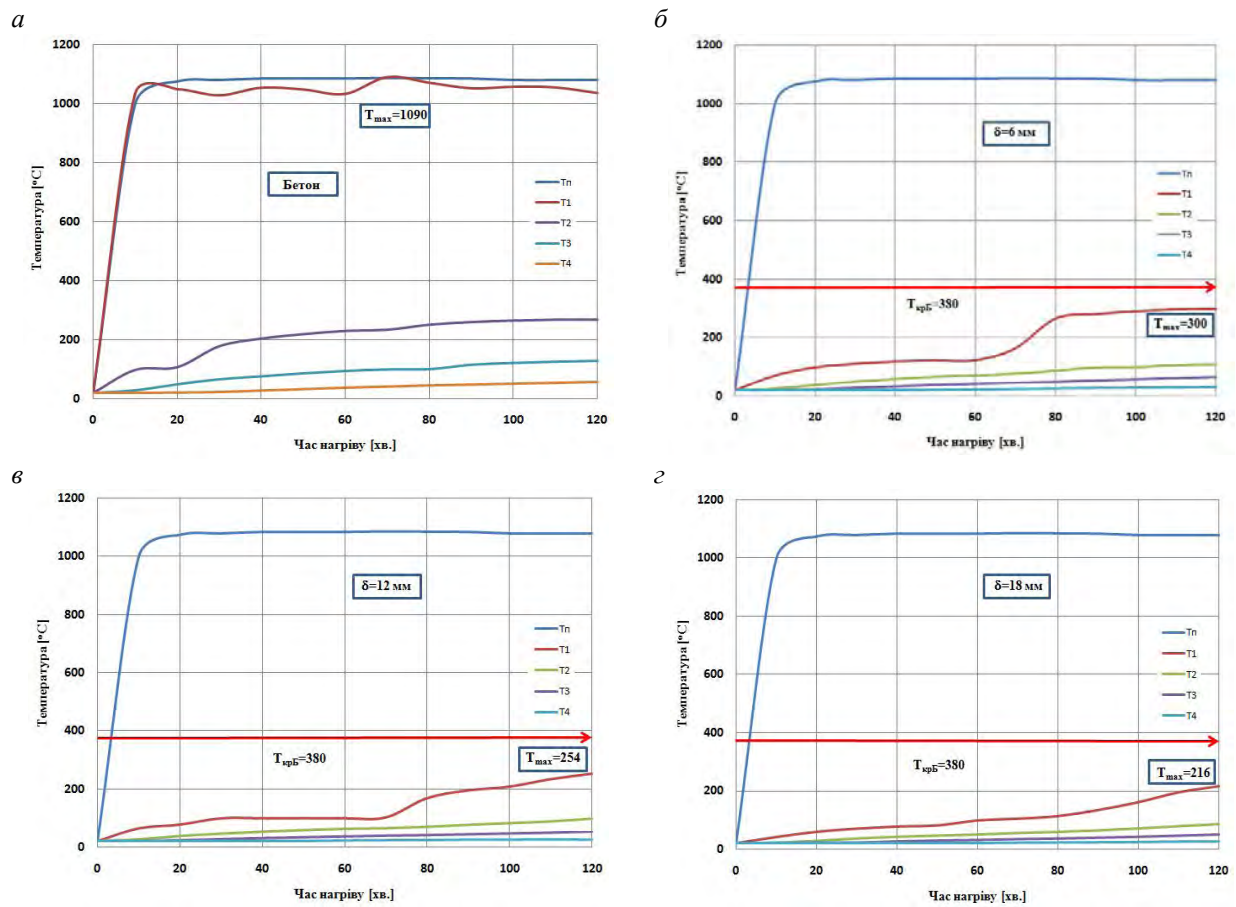 а
1200
1000
800
600
400
200
0
Температура [°C]
Tmax=1090
Бетон
Тп
T1
T2
T3
T4
0 20 40 60 80 100 120
Час нагріву [хв.]
б
1200
1000
800
600
400
200
0
Температура [°C]
δ=6 мм
Тп
T1
T2
T3
T4
TкрБ=380
Tmax=300
0 20 40 60 80 100 120
Час нагріву [хв.]
в
1200
1000
800
600
400
200
0
Температура [°C]
δ=12 мм
Тп
T1
T2
T3
T4
TкрБ=380
Tmax=254
0 20 40 60 80 100 120
Час нагріву [хв.]
г
1200
1000
800
600
400
200
0
Температура [°C]
δ=18 мм
Тп
T1
T2
T3
T4
TкрБ=380
Tmax=216
0 20 40 60 80 100 120
Час нагріву [хв.]